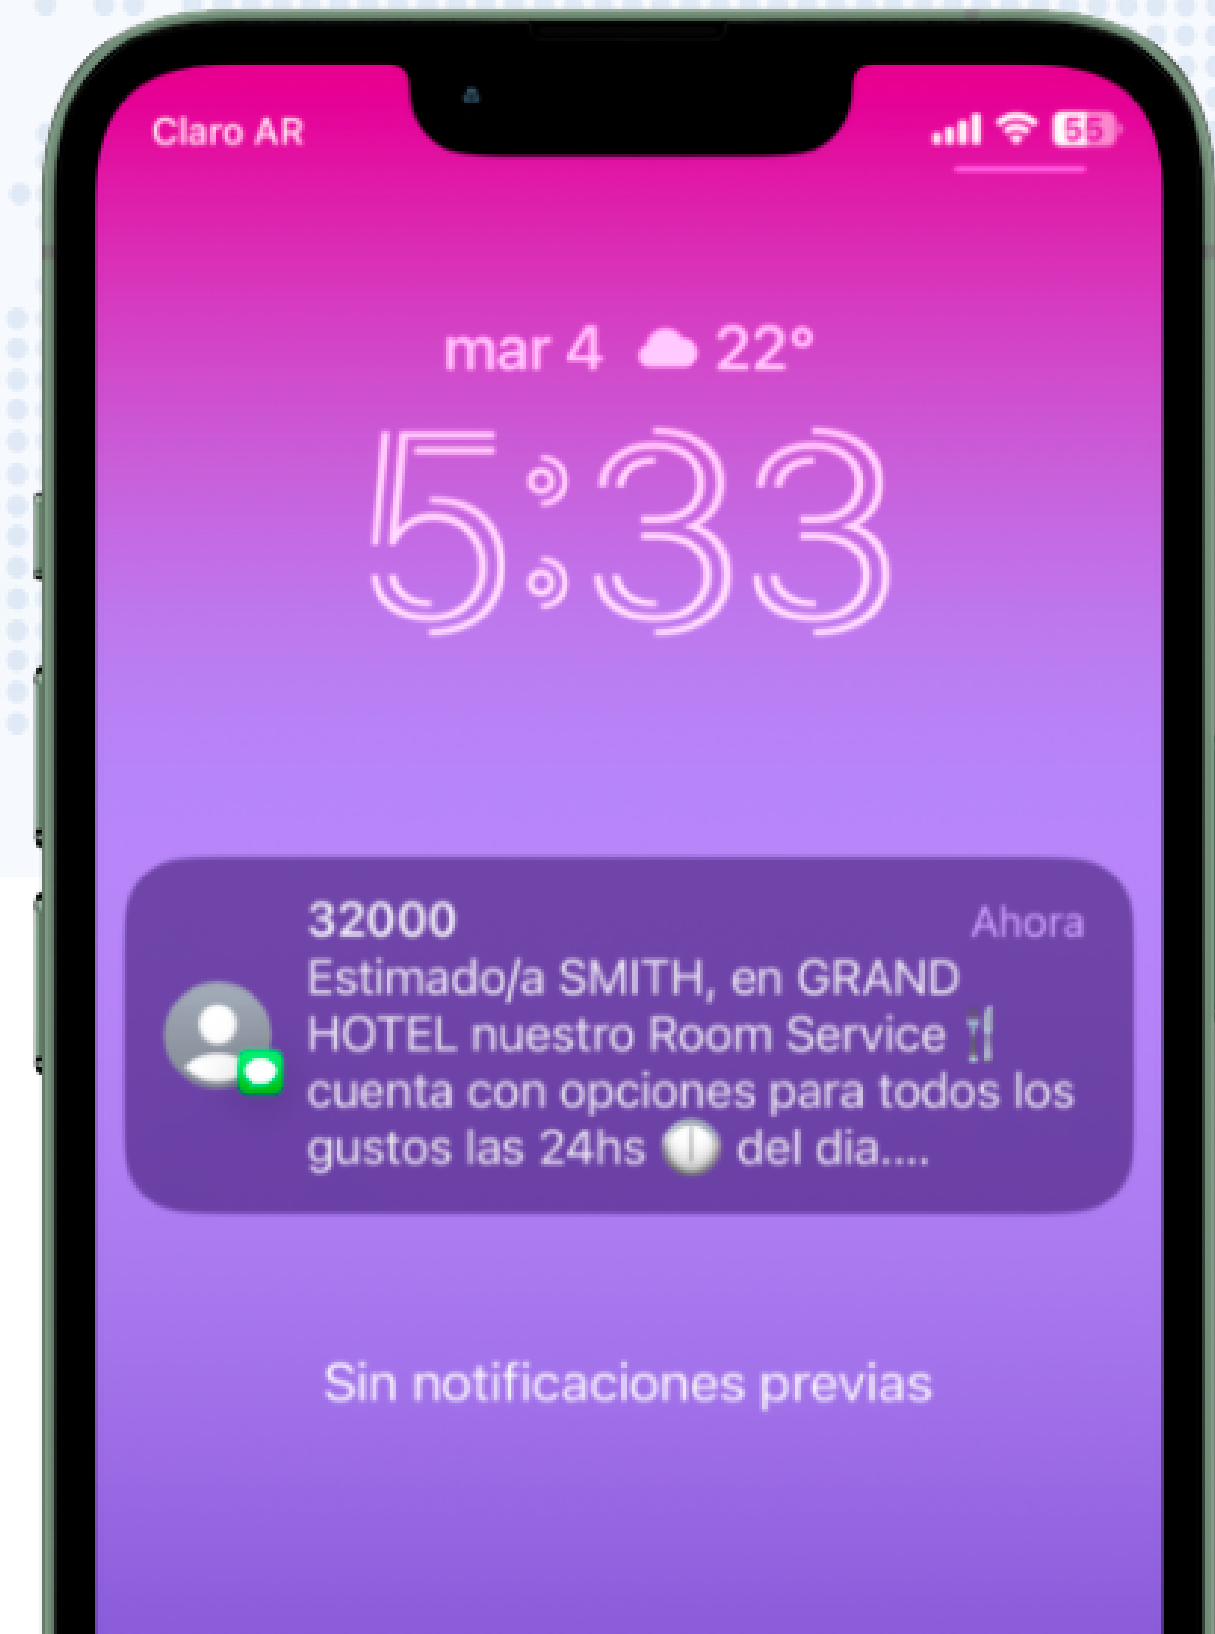 Claro AR 55
mar 4 22°
5:33
32000 Ahora
Estimado/a SMITH, en GRAND
HOTEL nuestro Room Service 🍴
cuenta con opciones para todos los
gustos las 24hs 🕛 del dia....
Sin notificaciones previas